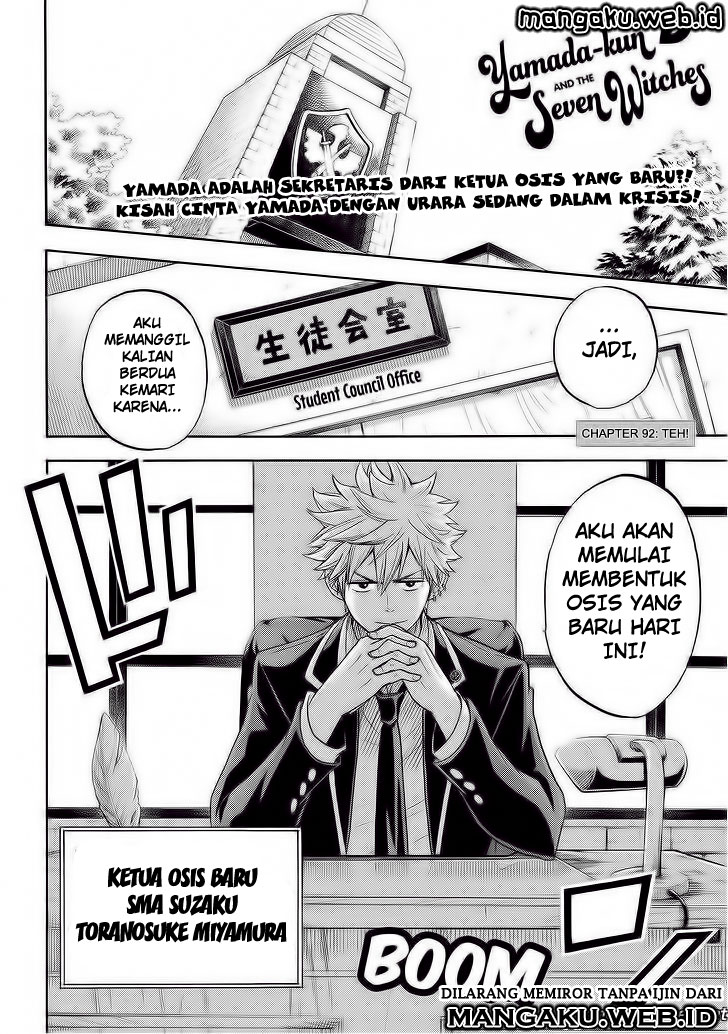 mangaku.web.id
Yamada-kun
AND THE
Seven Witches
YAMADA ADALAH SEKRETARIS DARI KETUA OSIS YANG BARU?!
KISAH CINTA YAMADA DENGAN URARA SEDANG DALAM KRISIS!
...
JADI,
生徒会室
Student Council Office
AKU
MEMANGGIL
KALIAN
BERDUA
KEMARI
KARENA...
CHAPTER 92: TEH!
AKU AKAN
MEMULAI
MEMBENTUK
OSIS YANG
BARU HARI
INI!
KETUA OSIS BARU
SMA SUZAKU
TORANOSUKE MIYAMURA
BOOM
DILARANG MEMIROR TANPA IJIN DARI
MANGAKU.WEB.ID